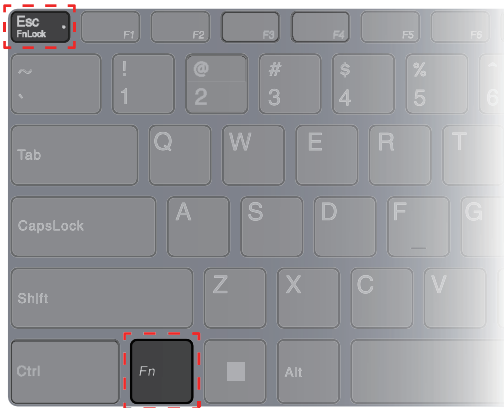 Esc
FnLock
F1
F2
F3
F4
F5
F6
~
`
!
1
@
2
#
3
$
4
%
5
^
6
Tab
Q
W
E
R
T
CapsLock
A
S
D
F
G
Shift
Z
X
C
V
Ctrl
Fn
Alt